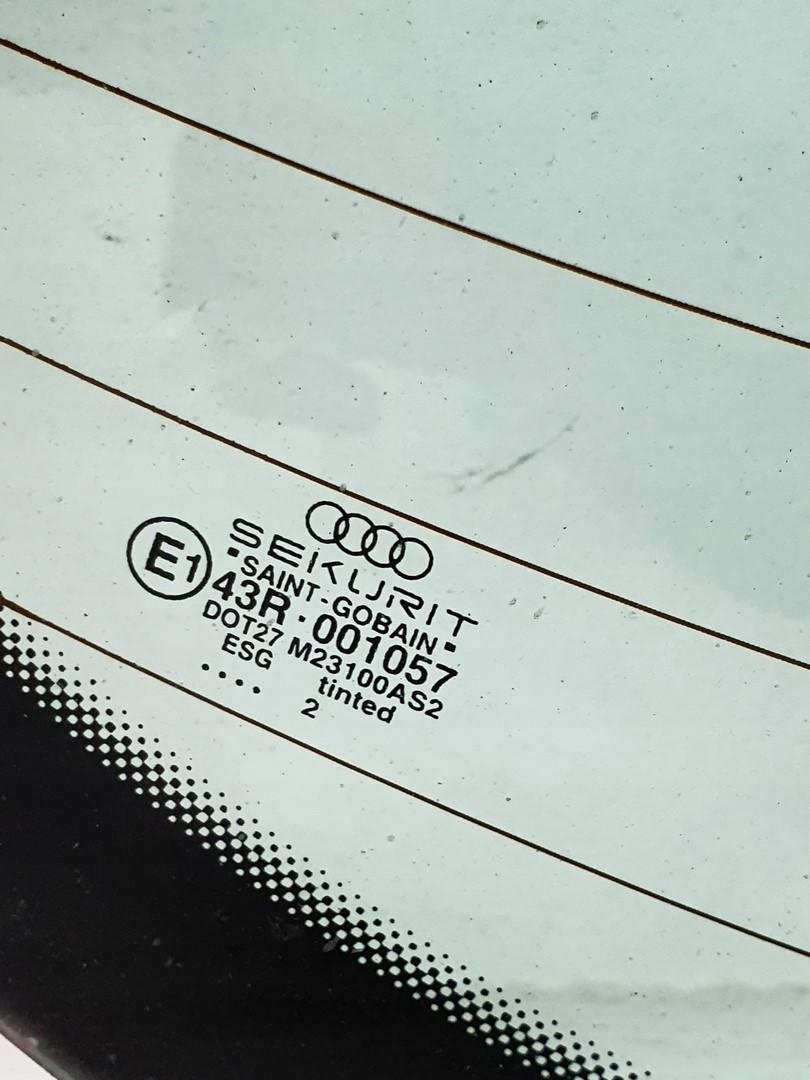 E1
SEKURIT
SAINT-GOBAIN
43R-001057
DOT27 M23100AS2
ESG tinted
.... 2